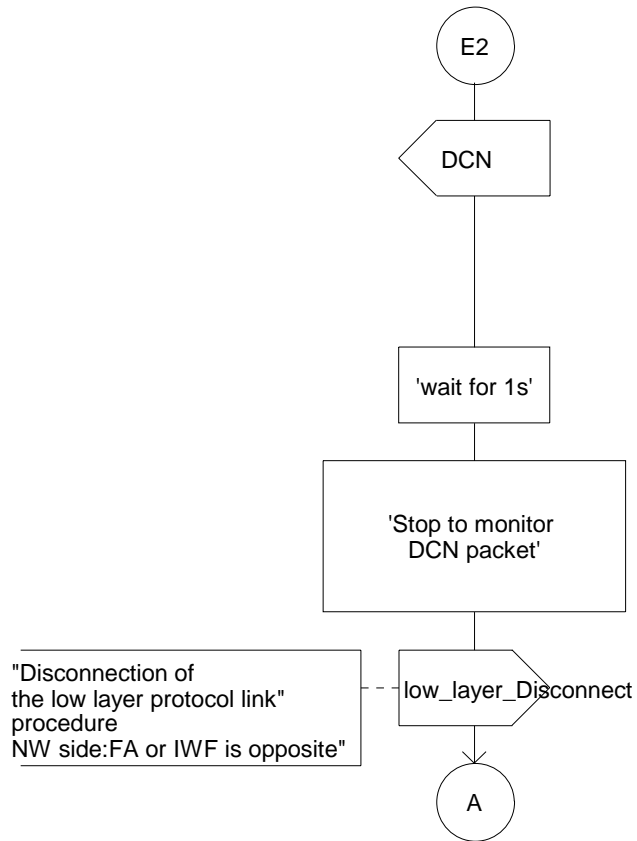 E2
DCN
'wait for 1s'
'Stop to monitor
DCN packet'
"Disconnection of
the low layer protocol link"
procedure
NW side:FA or IWF is opposite"
low_layer_Disconnect
A